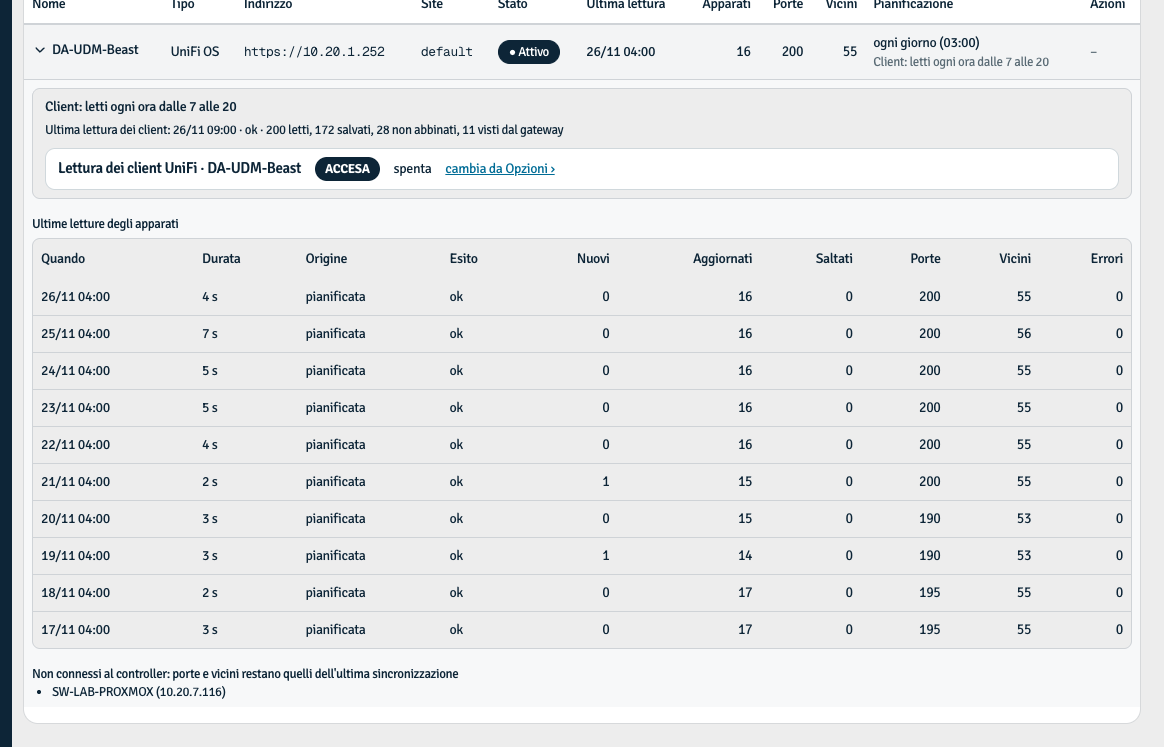 Nome Tipo Indirizzo Site Stato Ultima lettura Apparati Porte Vicini Pianificazione Azioni
DA-UDM-Beast UniFi OS https://10.20.1.252 default • Attivo 26/11 04:00 16 200 55 ogni giorno (03:00) –
Client: letti ogni ora dalle 7 alle 20
Client: letti ogni ora dalle 7 alle 20
Ultima lettura dei client: 26/11 09:00 · ok · 200 letti, 172 salvati, 28 non abbinati, 11 visti dal gateway
Lettura dei client UniFi · DA-UDM-Beast ACCESA spenta cambia da Opzioni ›
Ultime letture degli apparati
Quando Durata Origine Esito Nuovi Aggiornati Saltati Porte Vicini Errori
26/11 04:00 4 s pianificata ok 0 16 0 200 55 0
25/11 04:00 7 s pianificata ok 0 16 0 200 56 0
24/11 04:00 5 s pianificata ok 0 16 0 200 55 0
23/11 04:00 5 s pianificata ok 0 16 0 200 55 0
22/11 04:00 4 s pianificata ok 0 16 0 200 55 0
21/11 04:00 2 s pianificata ok 1 15 0 200 55 0
20/11 04:00 3 s pianificata ok 0 15 0 190 53 0
19/11 04:00 3 s pianificata ok 1 14 0 190 53 0
18/11 04:00 2 s pianificata ok 0 17 0 195 55 0
17/11 04:00 3 s pianificata ok 0 17 0 195 55 0
Non connessi al controller: porte e vicini restano quelli dell'ultima sincronizzazione
• SW-LAB-PROXMOX (10.20.7.116)